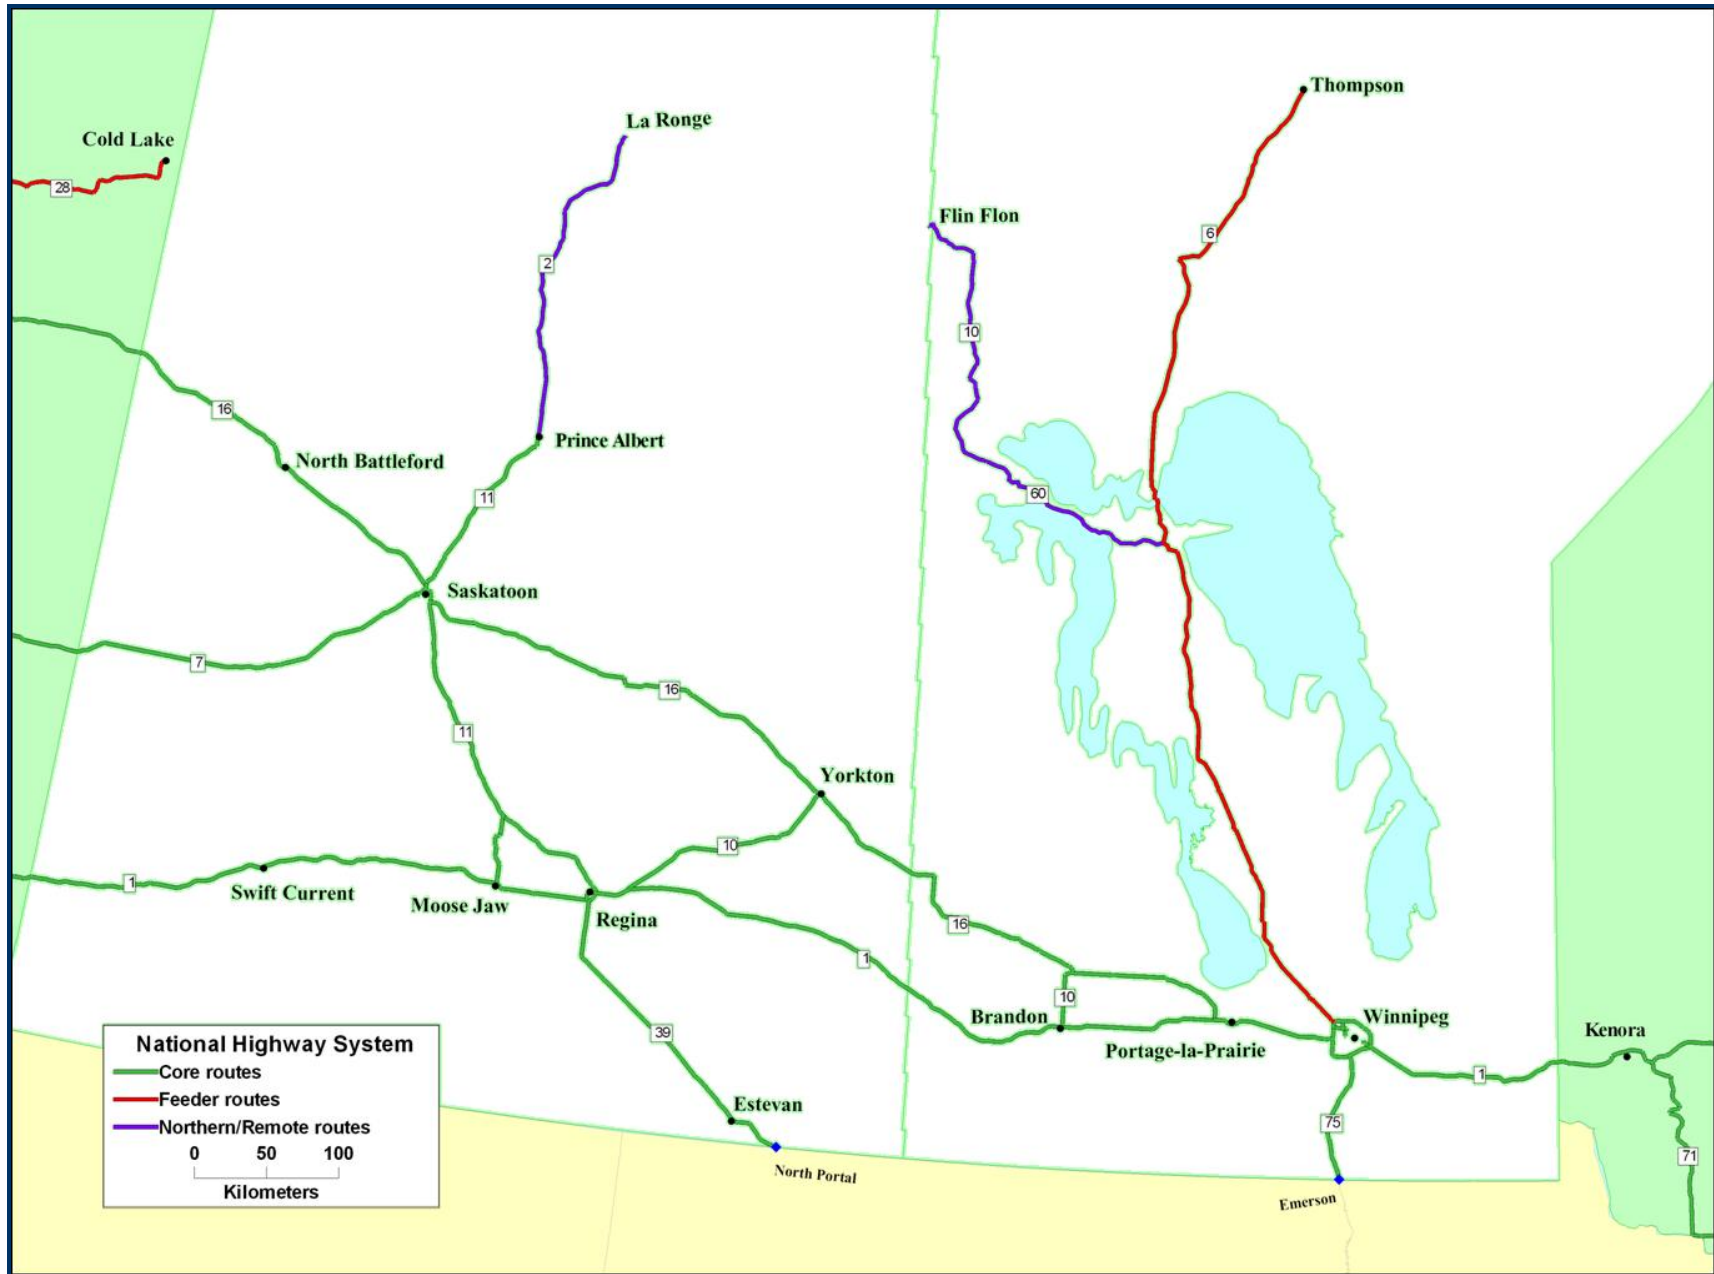 Thompson
La Ronge
Cold Lake
28
Flin Flon
6
2
10
16
Prince Albert
North Battleford
11
60
Saskatoon
7
16
11
Yorkton
10
1
Swift Current
Moose Jaw
Regina
16
1
10
Brandon
Winnipeg
Portage-la-Prairie
Kenora
39
1
National Highway System
Core routes
Feeder routes
Northern/Remote routes
0 50 100
Kilometers
Estevan
75
71
North Portal
Emerson